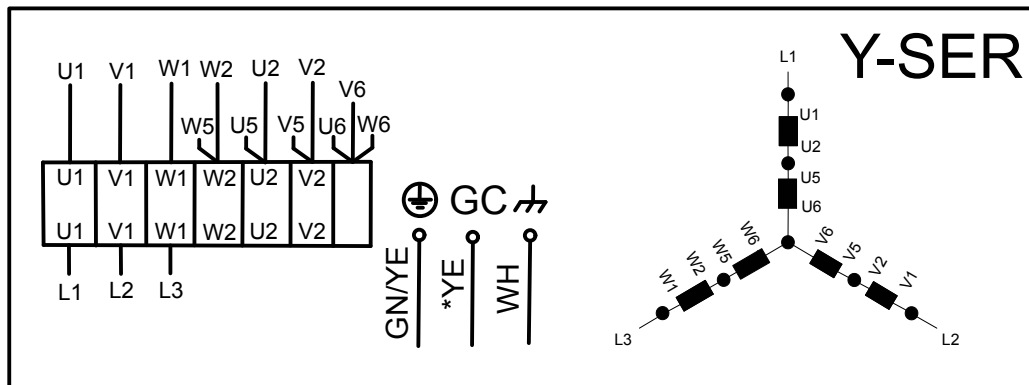 Y-SER
U1 V1 W1 W2 U2 V2 V6
W5 U5 V5 U6 W6
U1 V1 W1 W2 U2 V2
U1 V1 W1 W2 U2 V2
L1 L2 L3
GC
GN/YE *YE WH
L1
U1
U2
U5
U6
W6 W5 W2 W1
V6 V5 V2 V1
L3
L2